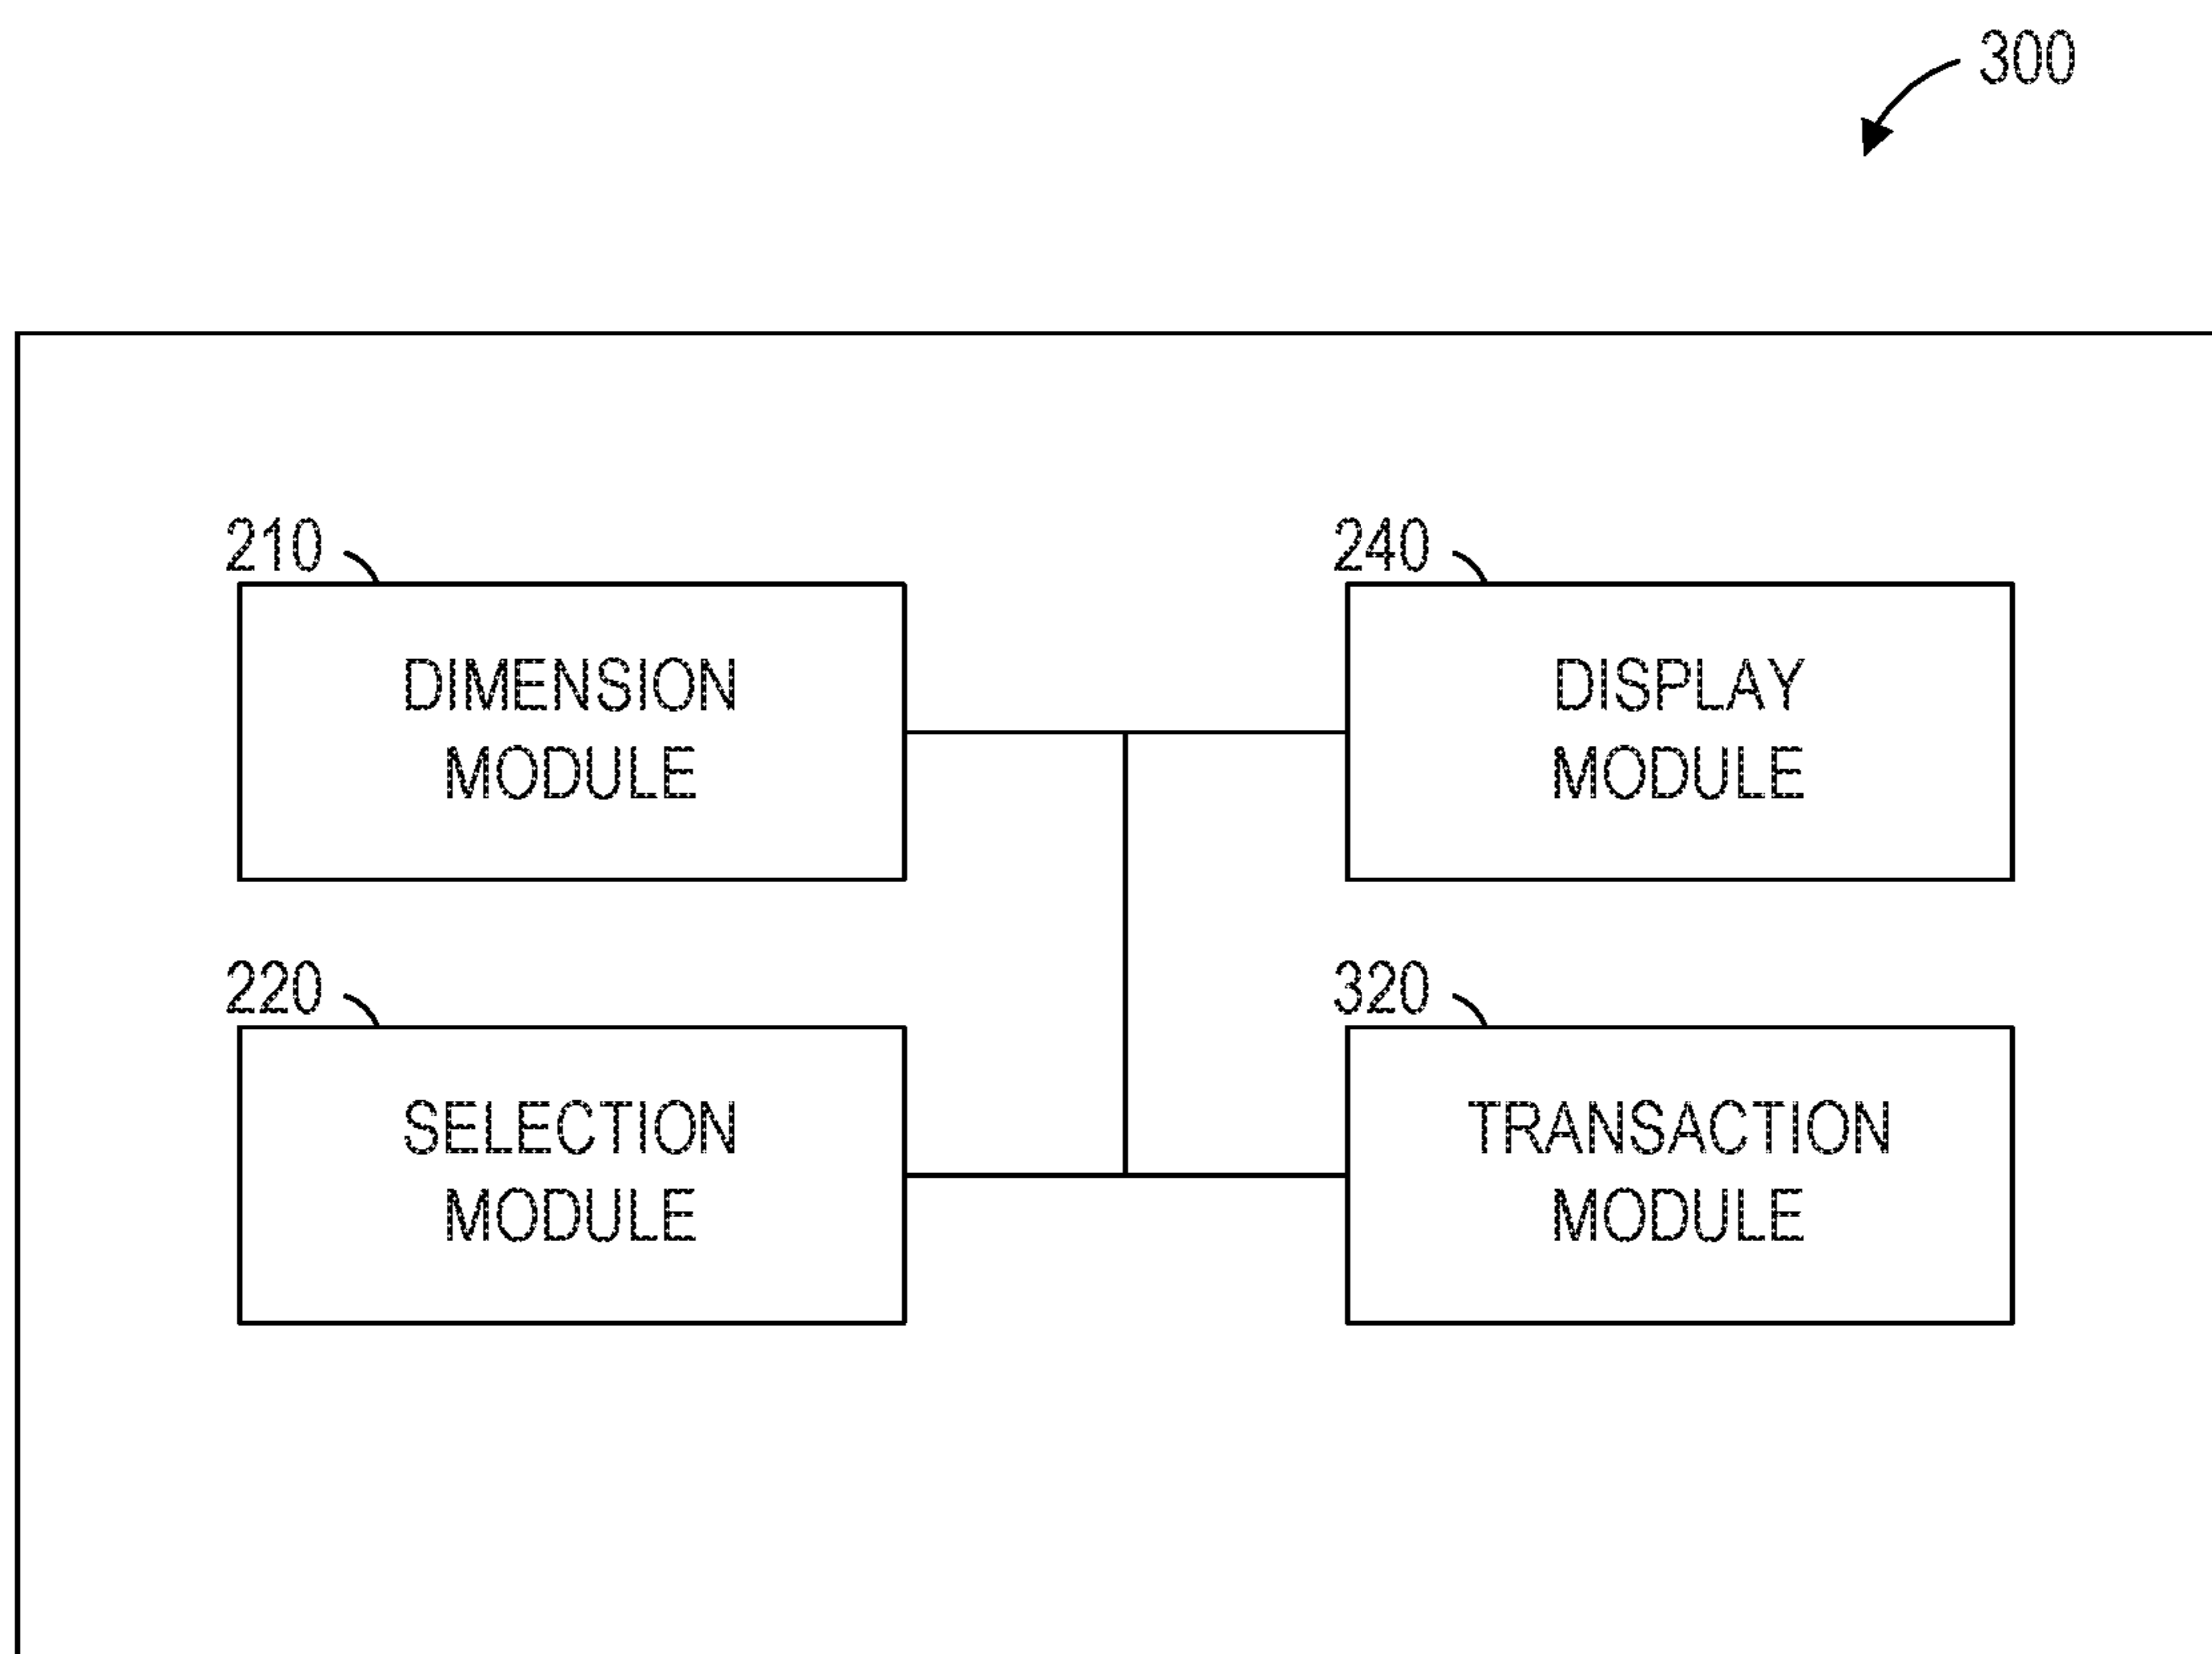 300
210
DIMENSION
MODULE
240
DISPLAY
MODULE
220
SELECTION
MODULE
320
TRANSACTION
MODULE